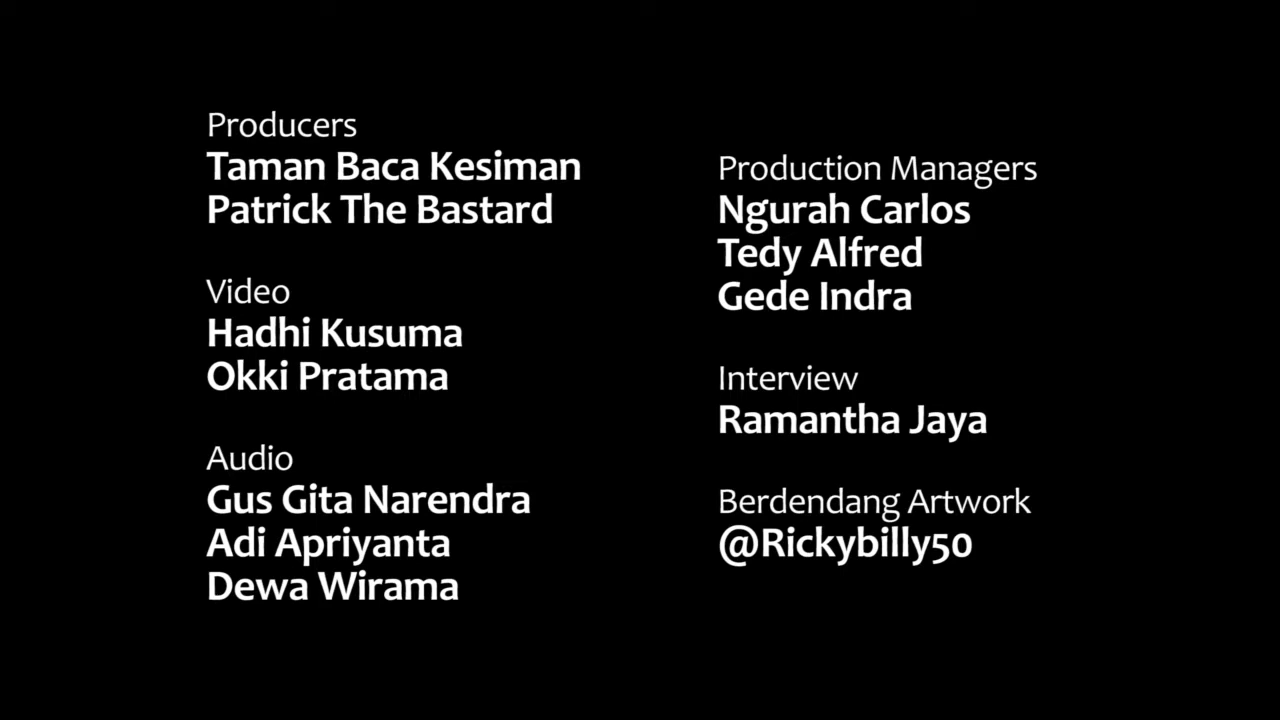 Producers
Taman Baca Kesiman
Patrick The Bastard
Video
Hadhi Kusuma
Okki Pratama
Audio
Gus Gita Narendra
Adi Apriyanta
Dewa Wirama
Production Managers
Ngurah Carlos
Tedy Alfred
Gede Indra
Interview
Ramantha Jaya
Berdendang Artwork
@Rickybilly50